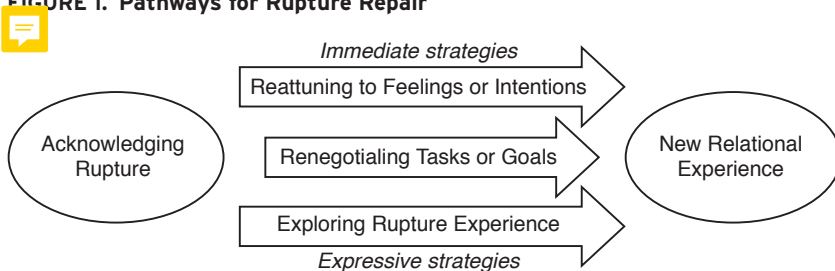 FIGURE 1. Pathways for Rupture Repair
Immediate strategies
Reattuning to Feelings or Intentions
Acknowledging
Rupture
Renegotialing Tasks or Goals
New Relational
Experience
Exploring Rupture Experience
Expressive strategies